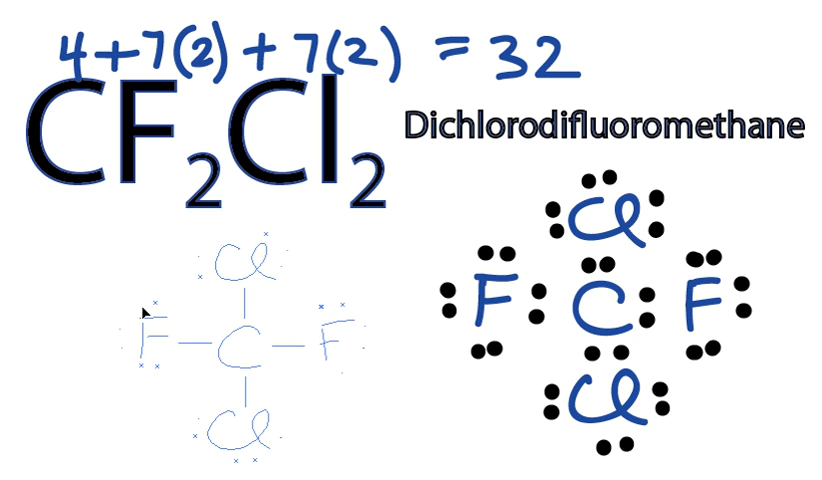 4+7(2) + 7(2) = 32
CF₂Cl₂
Dichlorodifluoromethane
Cl
Cl
F C F
F C F
Cl
Cl